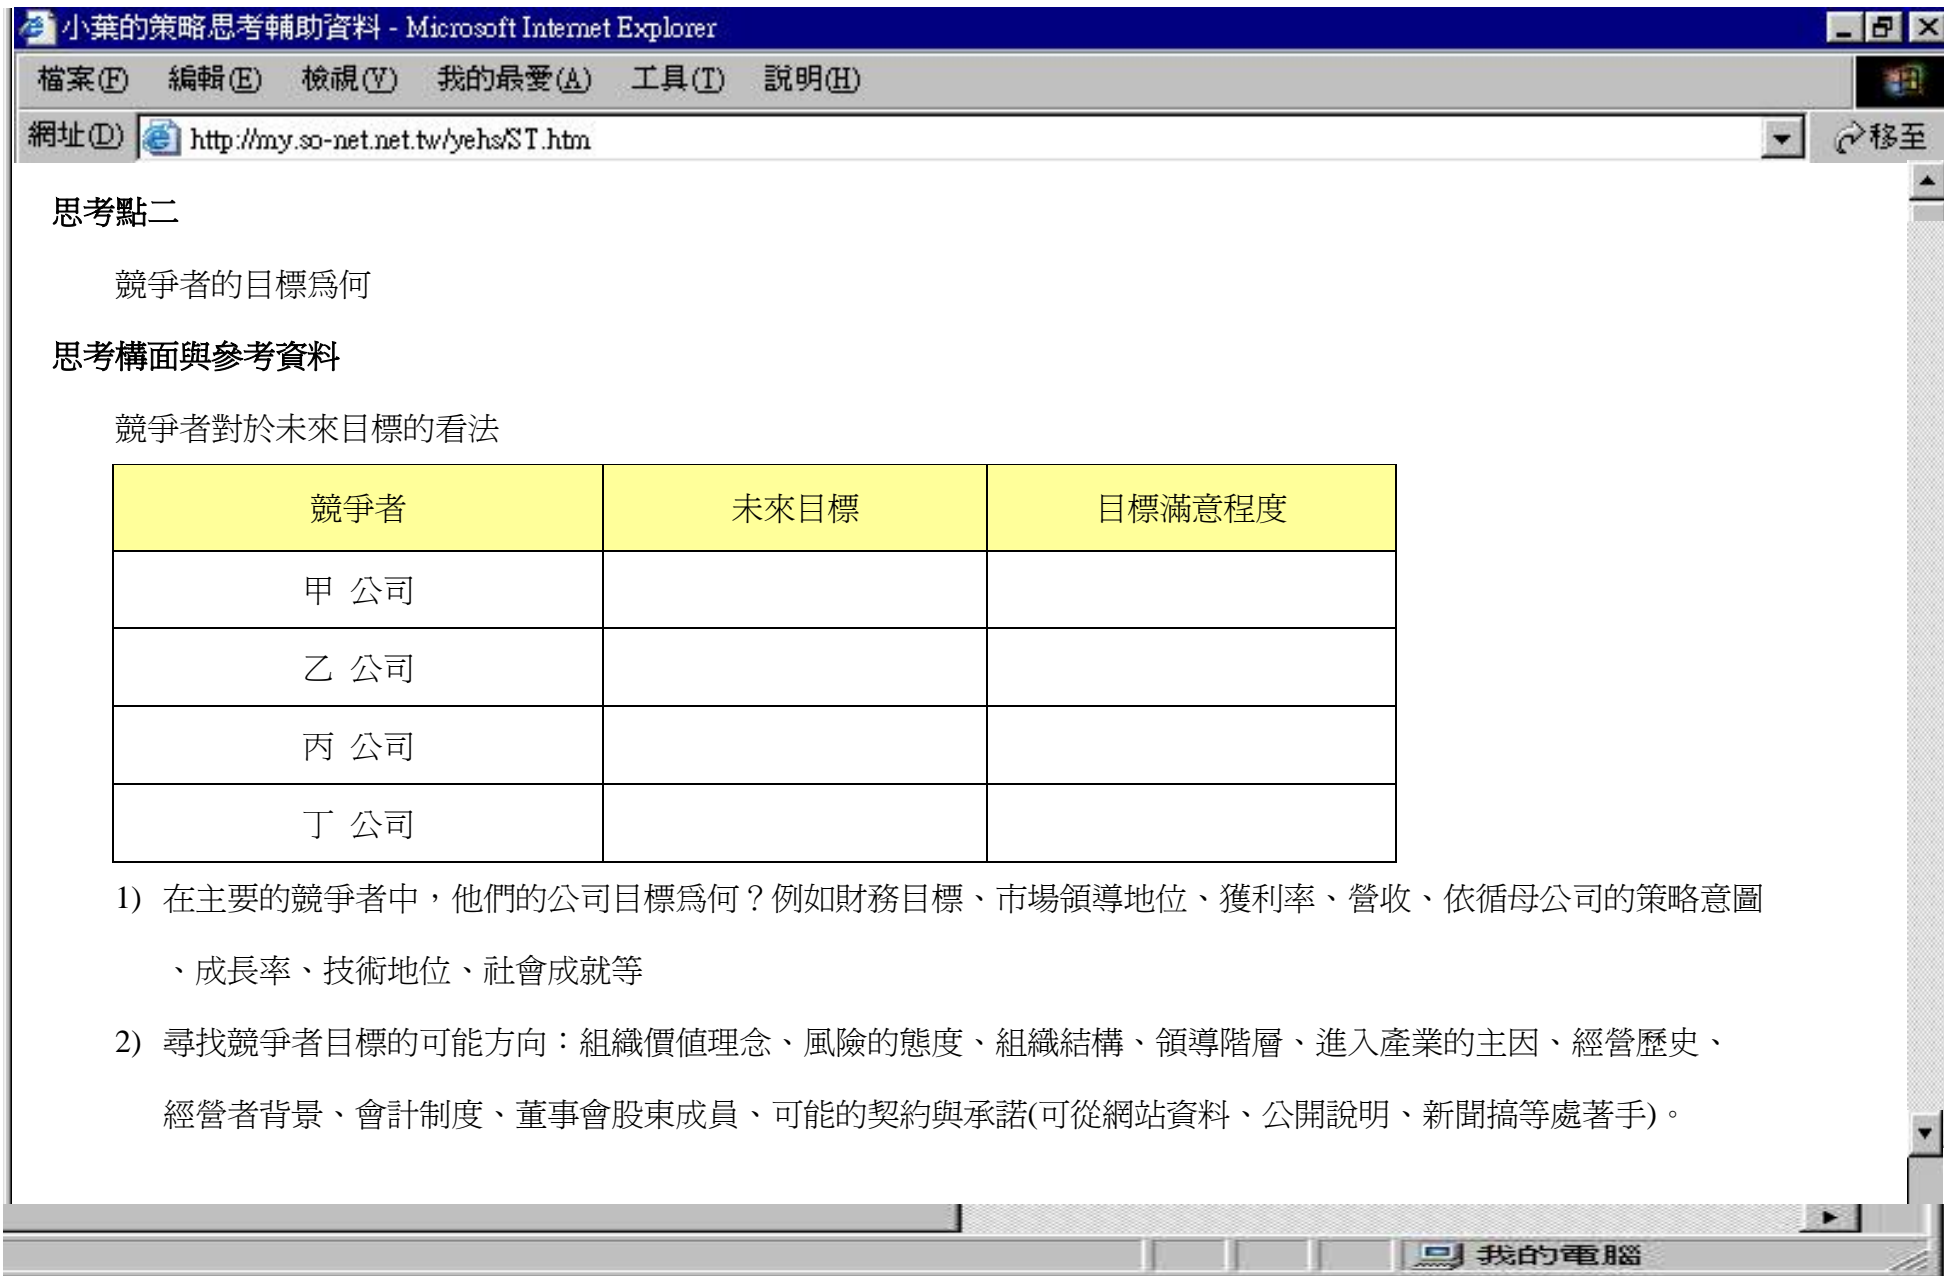 小葉的策略思考輔助資料 - Microsoft Internet Explorer
檔案(F) 編輯(E) 檢視(V) 我的最愛(A) 工具(T) 說明(H)
網址(D) http://my.so-net.net.tw/yehs/ST.htm 移至
思考點二
競爭者的目標為何
思考構面與參考資料
競爭者對於未來目標的看法
競爭者 未來目標 目標滿意程度
甲 公司
乙 公司
丙 公司
丁 公司
1) 在主要的競爭者中，他們的公司目標為何？例如財務目標、市場領導地位、獲利率、營收、依循母公司的策略意圖
、成長率、技術地位、社會成就等
2) 尋找競爭者目標的可能方向：組織價值理念、風險的態度、組織結構、領導階層、進入產業的主因、經營歷史、
經營者背景、會計制度、董事會股東成員、可能的契約與承諾(可從網站資料、公開說明、新聞搞等處著手)。
我的電腦